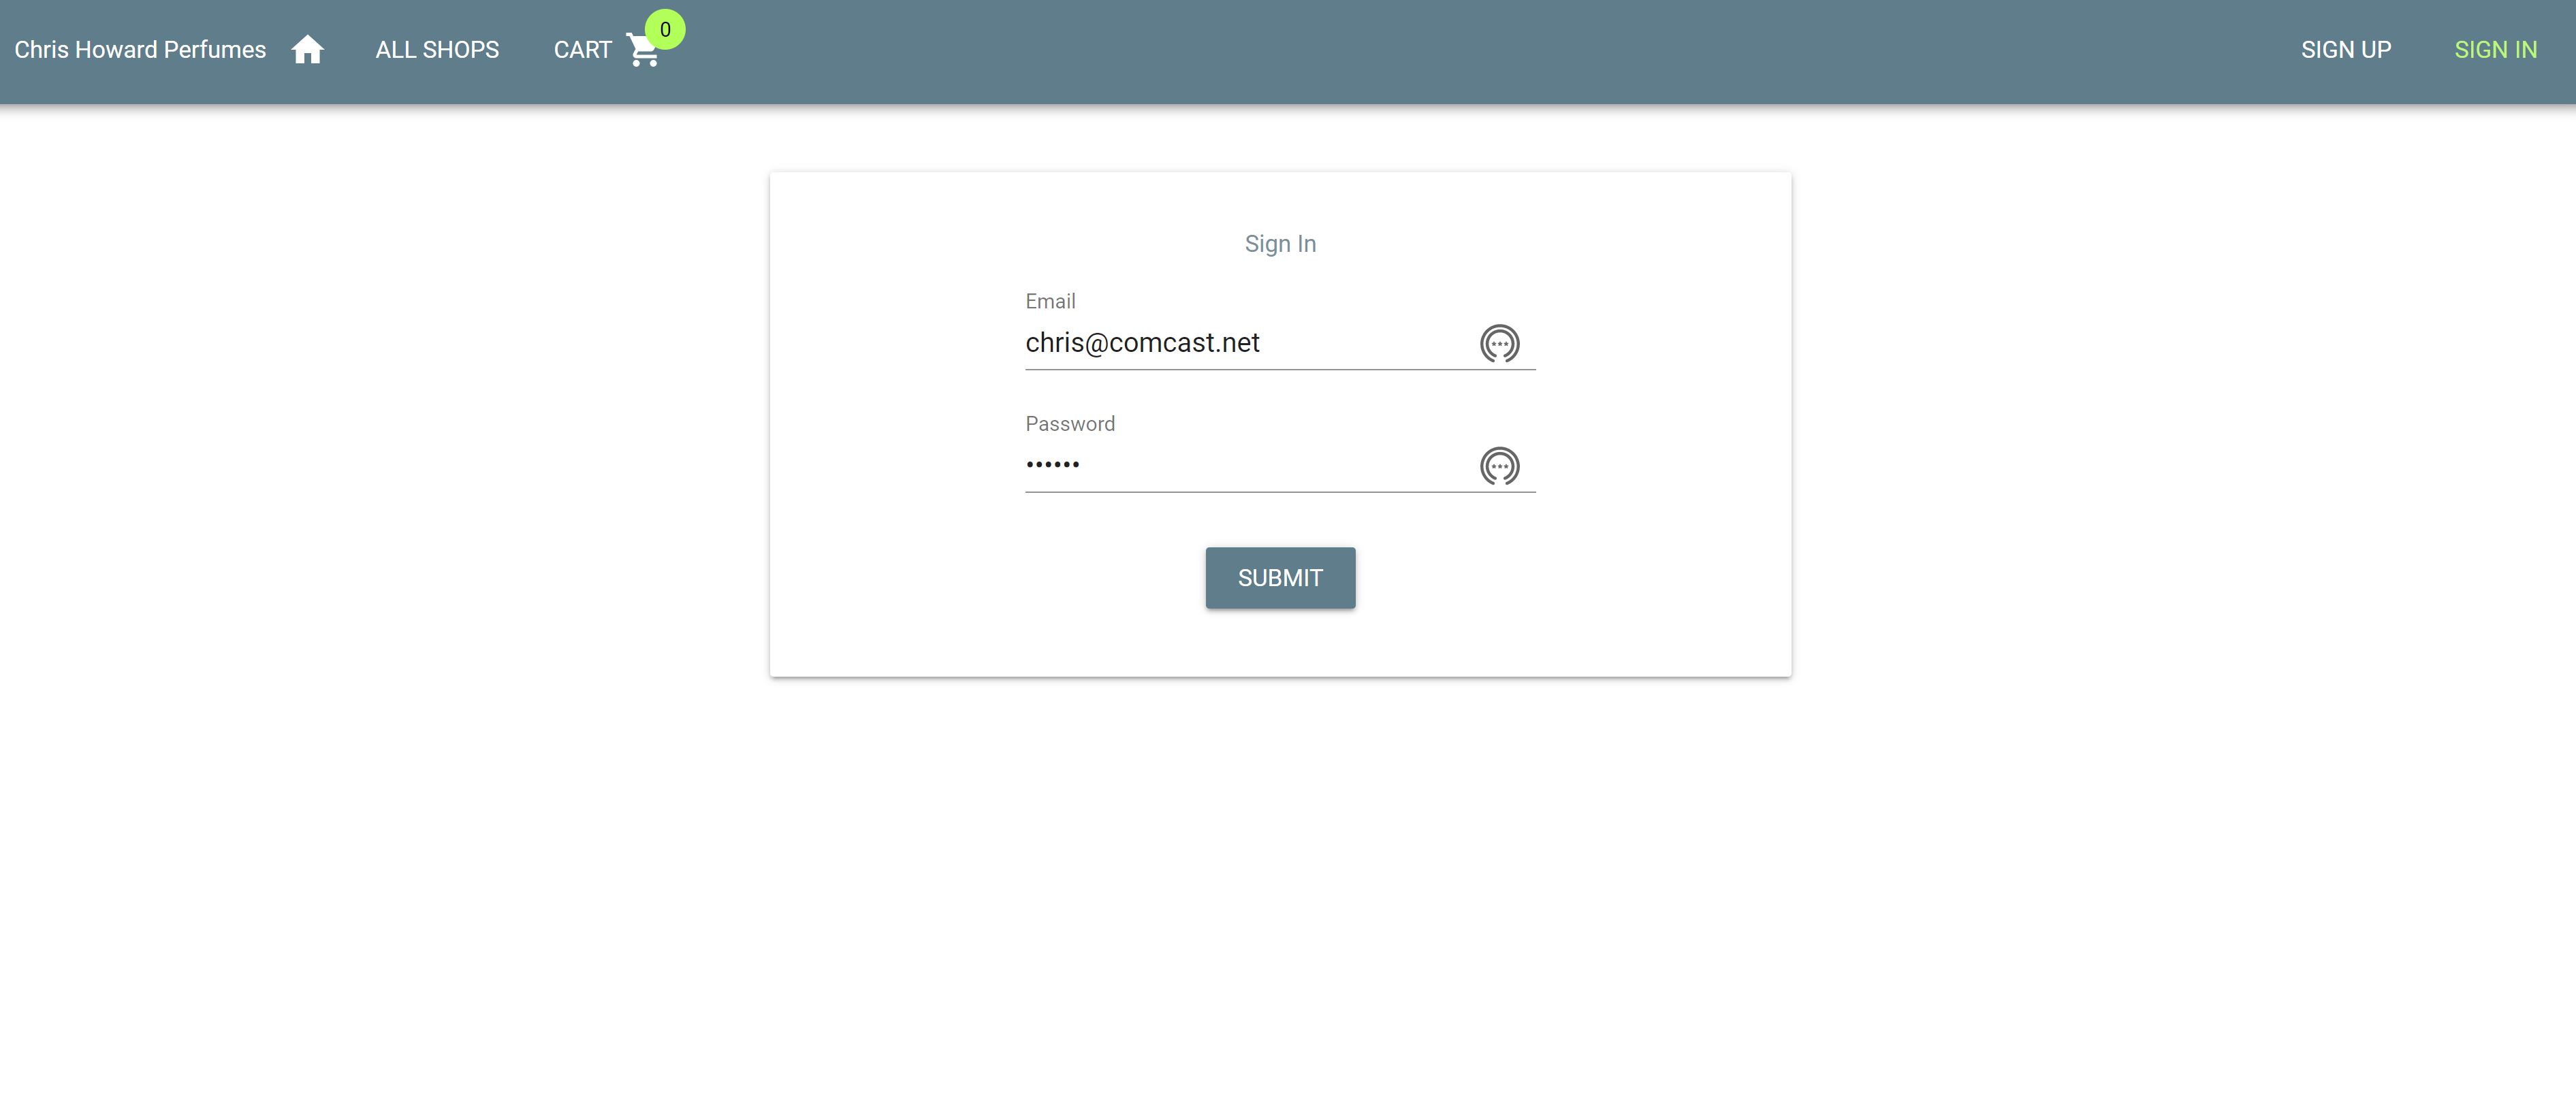 Chris Howard Perfumes ALL SHOPS CART 0 SIGN UP SIGN IN
Sign In
Email
chris@comcast.net
Password
••••••
SUBMIT